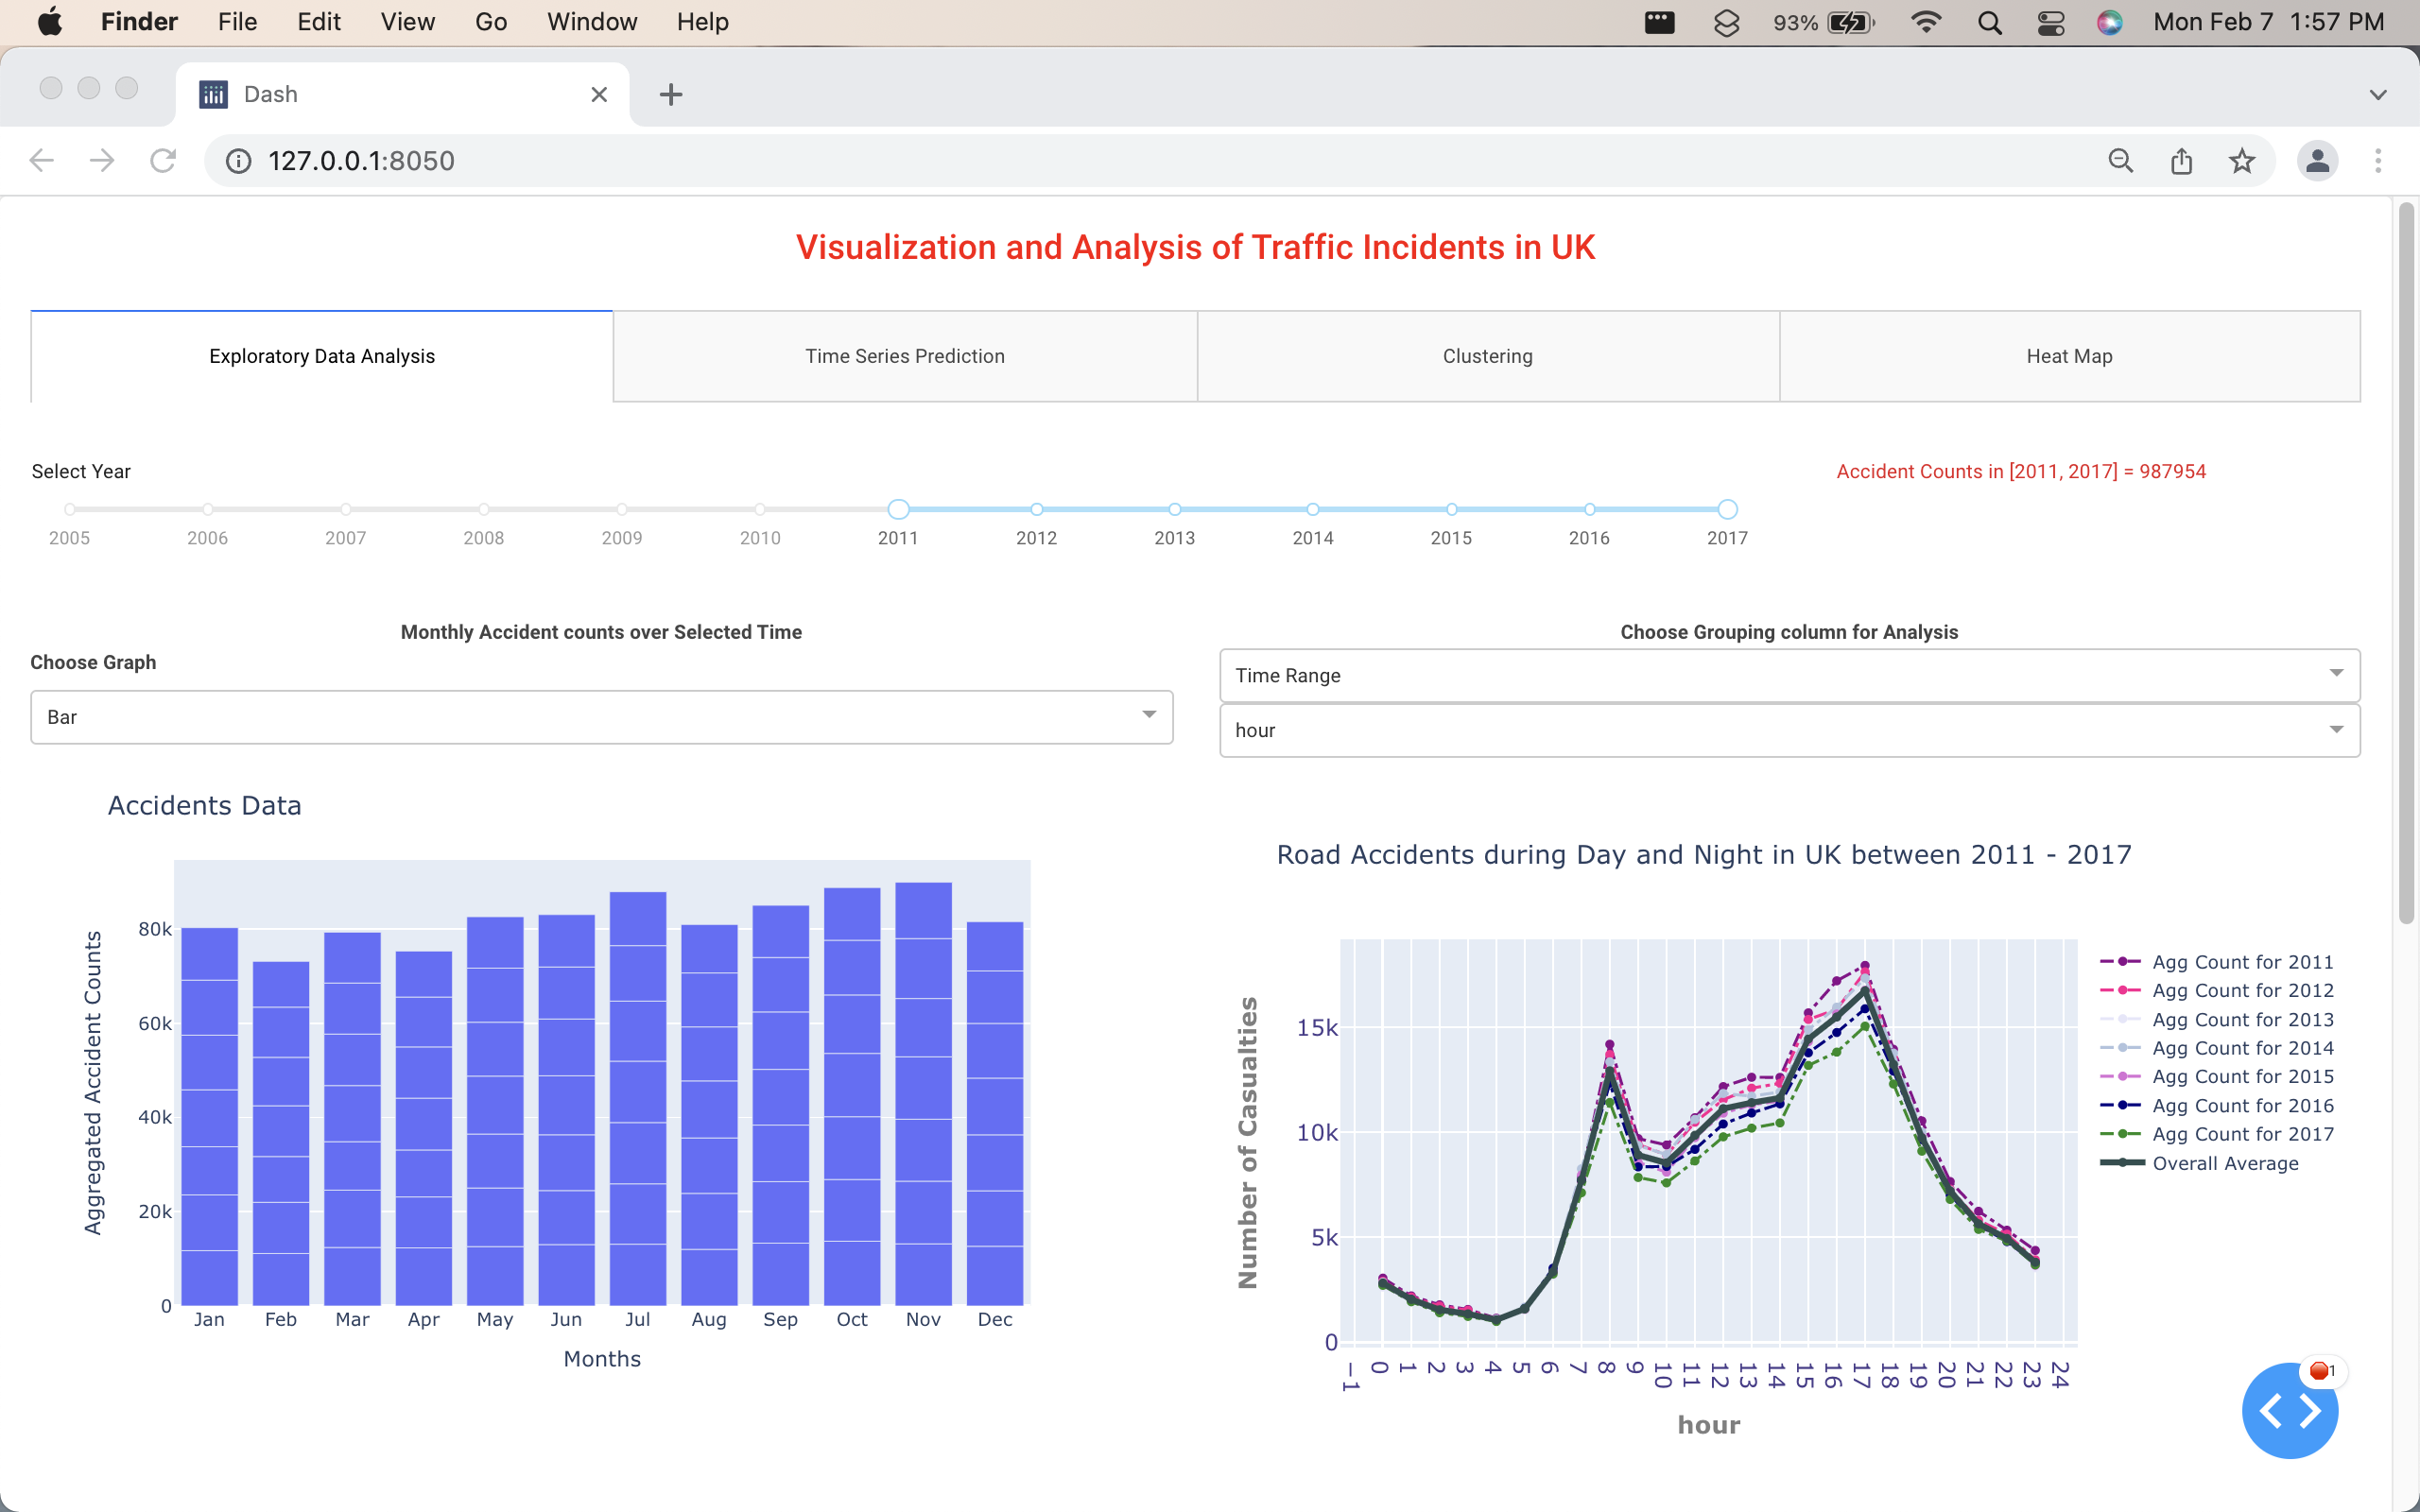 Finder File Edit View Go Window Help 93% Mon Feb 7 1:57 PM
Dash
127.0.0.1:8050
Visualization and Analysis of Traffic Incidents in UK
Exploratory Data Analysis Time Series Prediction Clustering Heat Map
Select Year
Accident Counts in [2011, 2017] = 987954
2005 2006 2007 2008 2009 2010 2011 2012 2013 2014 2015 2016 2017
Monthly Accident counts over Selected Time
Choose Graph
Bar
Accidents Data
Aggregated Accident Counts
80k
60k
40k
20k
0
Jan Feb Mar Apr May Jun Jul Aug Sep Oct Nov Dec
Months
Choose Grouping column for Analysis
Time Range
hour
Road Accidents during Day and Night in UK between 2011 - 2017
Number of Casualties
15k
10k
5k
0
−1 0 1 2 3 4 5 6 7 8 9 10 11 12 13 14 15 16 17 18 19 20 21 22 23 24
hour
Agg Count for 2011
Agg Count for 2012
Agg Count for 2013
Agg Count for 2014
Agg Count for 2015
Agg Count for 2016
Agg Count for 2017
Overall Average
1